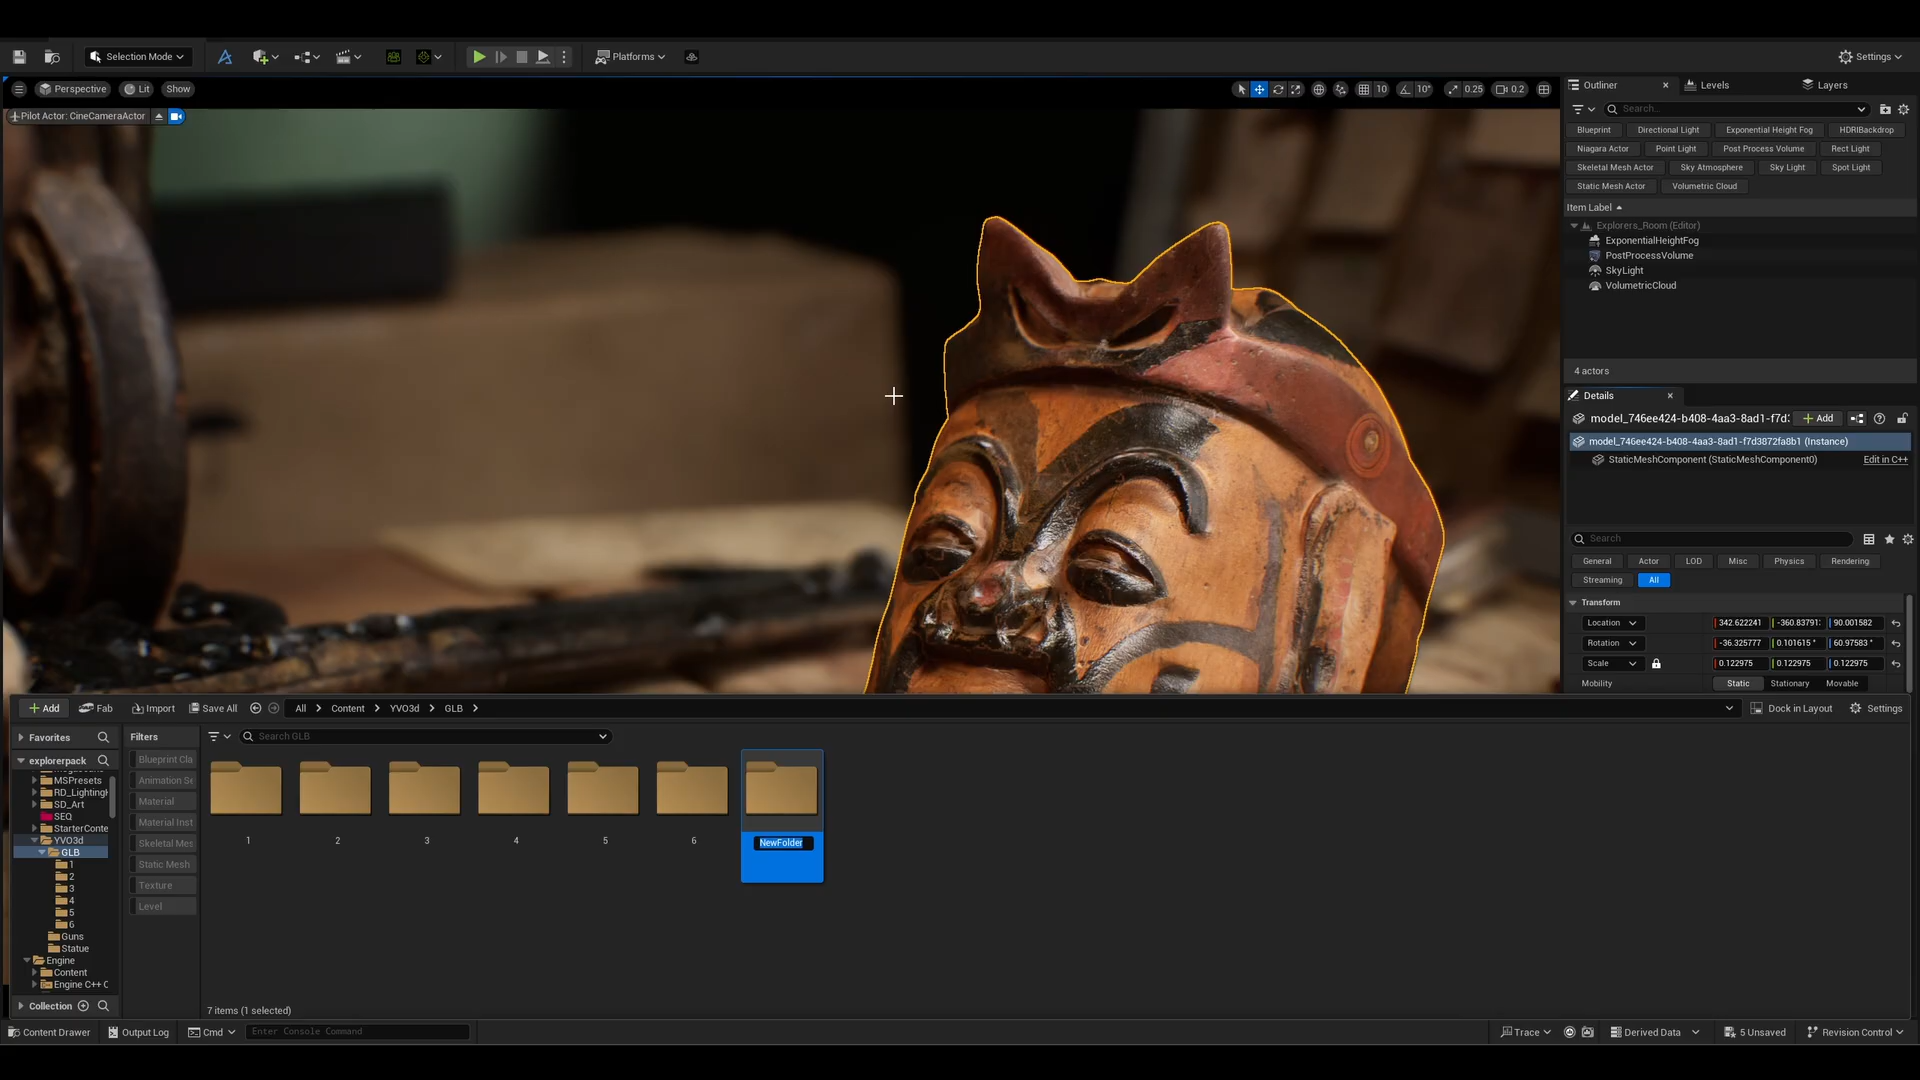 Selection Mode
Platforms
Settings
Perspective
Lit
Show
10
10°
0.25
0.2
Pilot Actor: CineCameraActor
Outliner
Levels
Layers
Search...
Blueprint
Directional Light
Exponential Height Fog
HDRIBackdrop
Niagara Actor
Point Light
Post Process Volume
Rect Light
Skeletal Mesh Actor
Sky Atmosphere
Sky Light
Spot Light
Static Mesh Actor
Volumetric Cloud
Item Label
Explorers_Room (Editor)
ExponentialHeightFog
PostProcessVolume
SkyLight
VolumetricCloud
4 actors
Details
model_746ee424-b408-4aa3-8ad1-f7d:
Add
model_746ee424-b408-4aa3-8ad1-f7d3872fa8b1 (Instance)
StaticMeshComponent (StaticMeshComponent0)
Edit in C++
Search
General
Actor
LOD
Misc
Physics
Rendering
Streaming
All
Transform
Location
342.622241
-360.83791
90.001582
Rotation
-36.325777
0.101615 °
60.97583 °
Scale
0.122975
0.122975
0.122975
Mobility
Static
Stationary
Movable
Add
Fab
Import
Save All
All
Content
YVO3d
GLB
Dock in Layout
Settings
Favorites
explorerpack
MSPresets
RD_Lighting
SD_Art
SEQ
StarterConte
YVO3d
GLB
1
2
3
4
5
6
Guns
Statue
Engine
Content
Engine C++ C
Collection
Filters
Blueprint Cla
Animation Se
Material
Material Inst
Skeletal Mes
Static Mesh
Texture
Level
Search GLB
1
2
3
4
5
6
NewFolder
7 items (1 selected)
Content Drawer
Output Log
Cmd
Enter Console Command
Trace
Derived Data
5 Unsaved
Revision Control